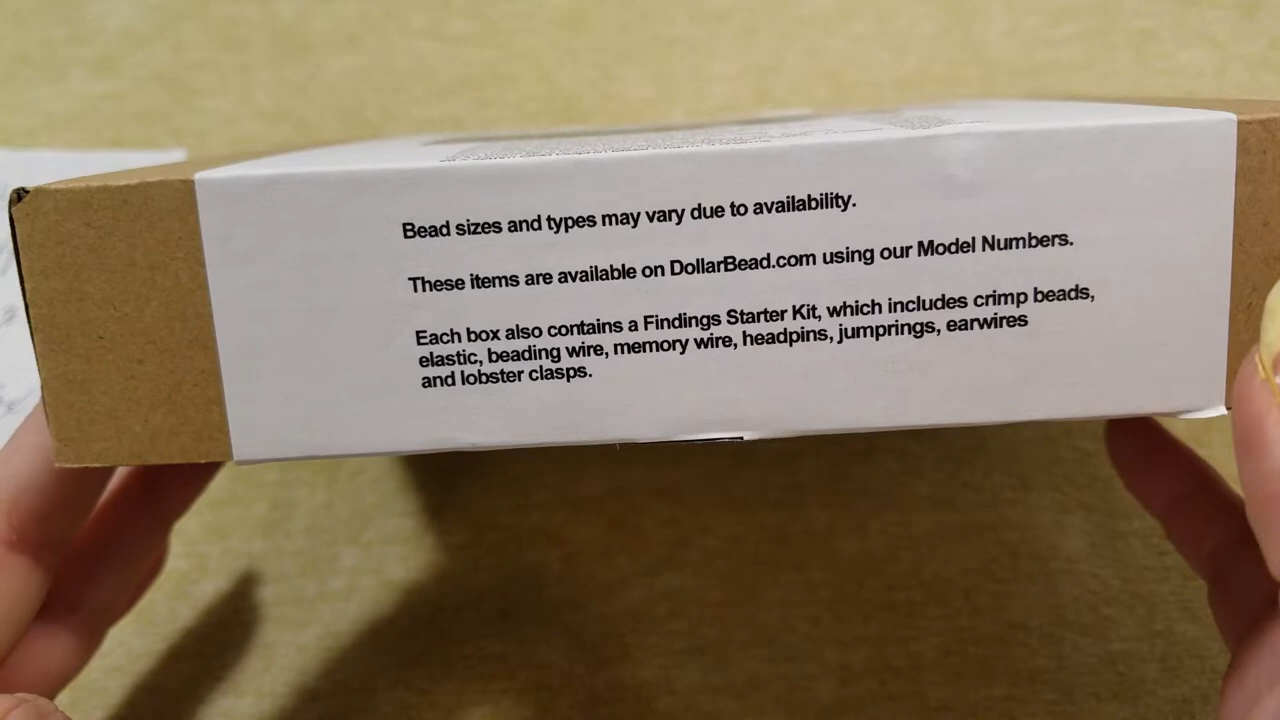 Bead sizes and types may vary due to availability.
These items are available on DollarBead.com using our Model Numbers.
Each box also contains a Findings Starter Kit, which includes crimp beads,
elastic, beading wire, memory wire, headpins, jumprings, earwires
and lobster clasps.